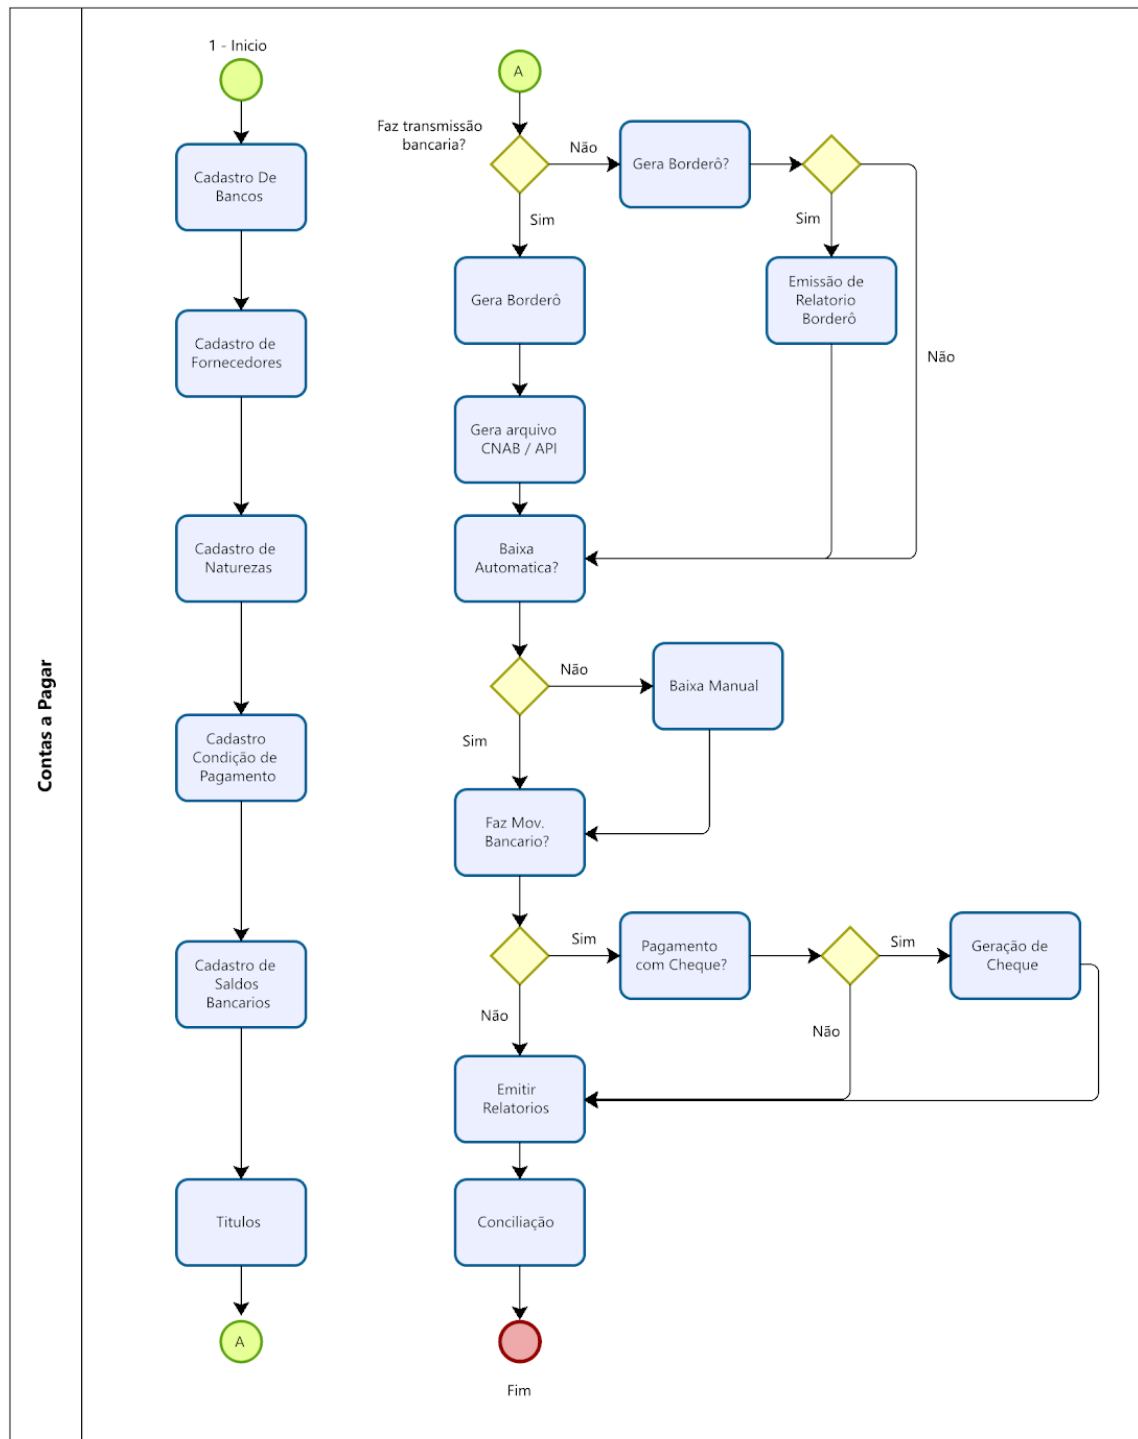 Contas a Pagar
1 - Inicio
Cadastro De
Bancos
Cadastro de
Fornecedores
Cadastro de
Naturezas
Cadastro
Condição de
Pagamento
Cadastro de
Saldos
Bancarios
Titulos
A
A
Faz transmissão
bancaria?
Não
Gera Borderô?
Sim
Sim
Gera Borderô
Emissão de
Relatorio
Borderô
Não
Gera arquivo
CNAB / API
Baixa
Automatica?
Não
Baixa Manual
Sim
Faz Mov.
Bancario?
Sim
Pagamento
com Cheque?
Sim
Geração de
Cheque
Não
Não
Emitir
Relatorios
Conciliação
Fim